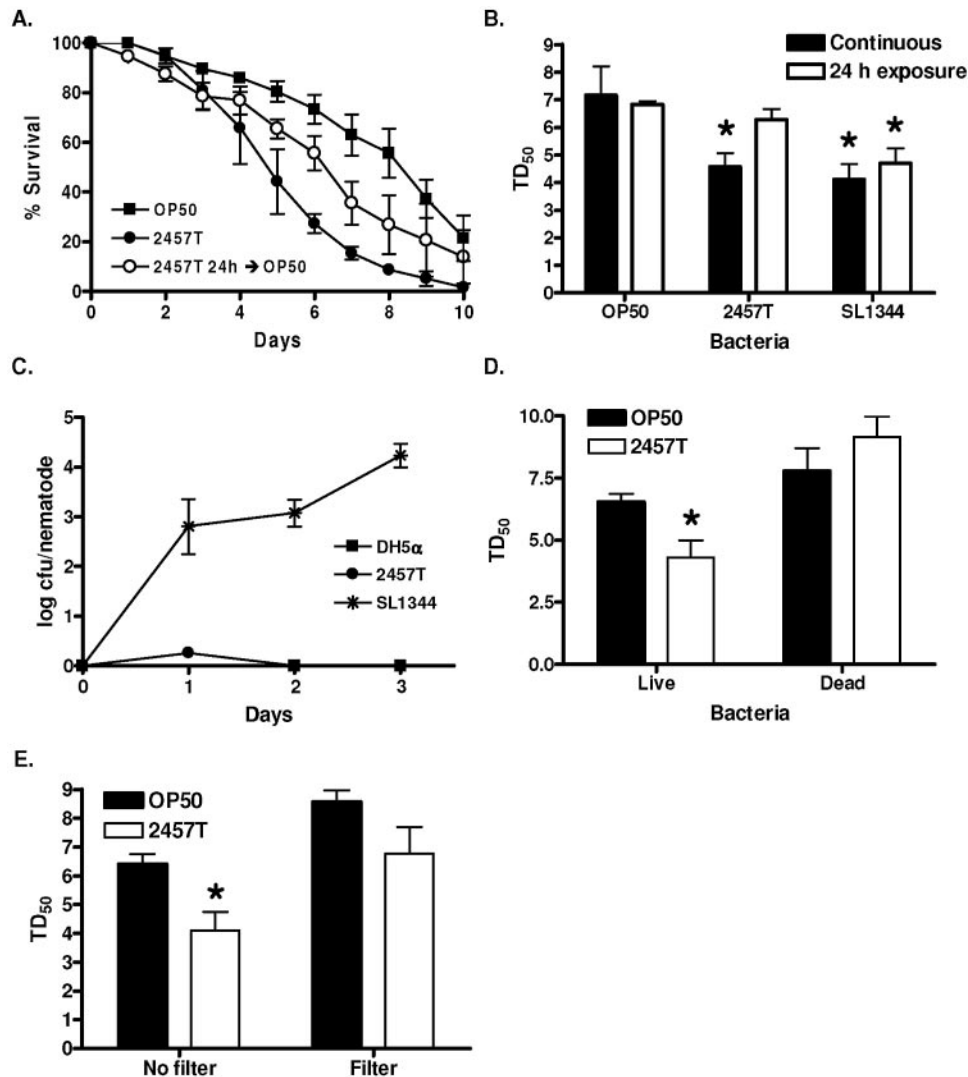 A.
100
80
60
40
20
0
% Survival
OP50
2457T
2457T 24h ➔ OP50
0 2 4 6 8 10
Days
B.
9
8
7
6
5
4
3
2
1
0
TD50
Continuous
24 h exposure
* * *
OP50 2457T SL1344
Bacteria
C.
5
4
3
2
1
0
log cfu/nematode
DH5α
2457T
SL1344
0 1 2 3
Days
D.
10.0
7.5
5.0
2.5
0.0
TD50
OP50
2457T
*
Live Dead
Bacteria
E.
9
8
7
6
5
4
3
2
1
0
TD50
OP50
2457T
*
No filter Filter